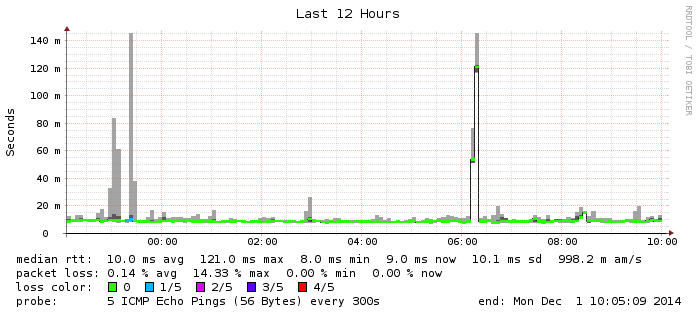 Last 12 Hours
RRDTOOL / TOBI OETIKER
Seconds
140 m
120 m
100 m
80 m
60 m
40 m
20 m
0
00:00 02:00 04:00 06:00 08:00 10:00
median rtt: 10.0 ms avg 121.0 ms max 8.0 ms min 9.0 ms now 10.1 ms sd 998.2 m am/s
packet loss: 0.14 % avg 14.33 % max 0.00 % min 0.00 % now
loss color: 0 1/5 2/5 3/5 4/5
probe: 5 ICMP Echo Pings (56 Bytes) every 300s end: Mon Dec 1 10:05:09 2014